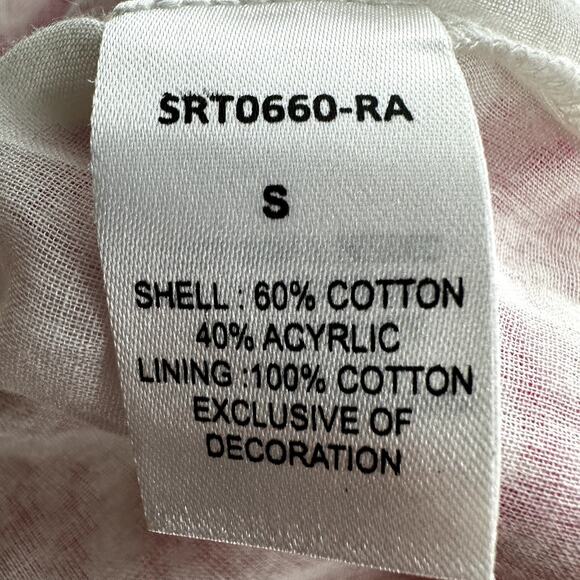 SRT0660-RA
S
SHELL : 60% COTTON
40% ACYRLIC
LINING :100% COTTON
EXCLUSIVE OF
DECORATION